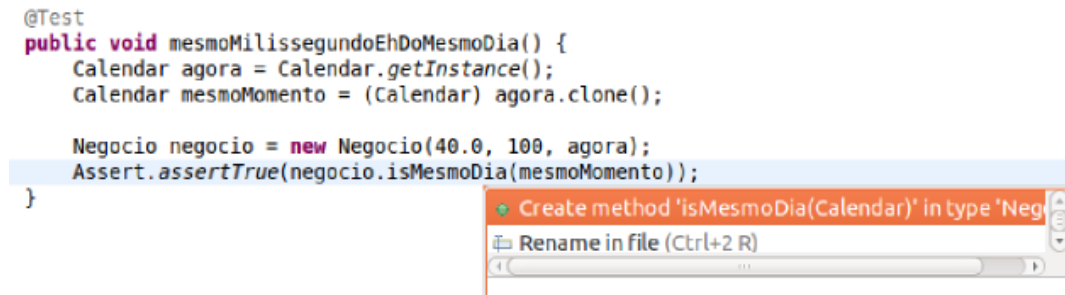 @Test
public void mesmoMilissegundoEhDoMesmoDia() {
    Calendar agora = Calendar.getInstance();
    Calendar mesmoMomento = (Calendar) agora.clone();
    Negocio negocio = new Negocio(40.0, 100, agora);
    Assert.assertTrue(negocio.isMesmoDia(mesmoMomento));
}
Create method 'isMesmoDia(Calendar)' in type 'Nego
Rename in file (Ctrl+2 R)